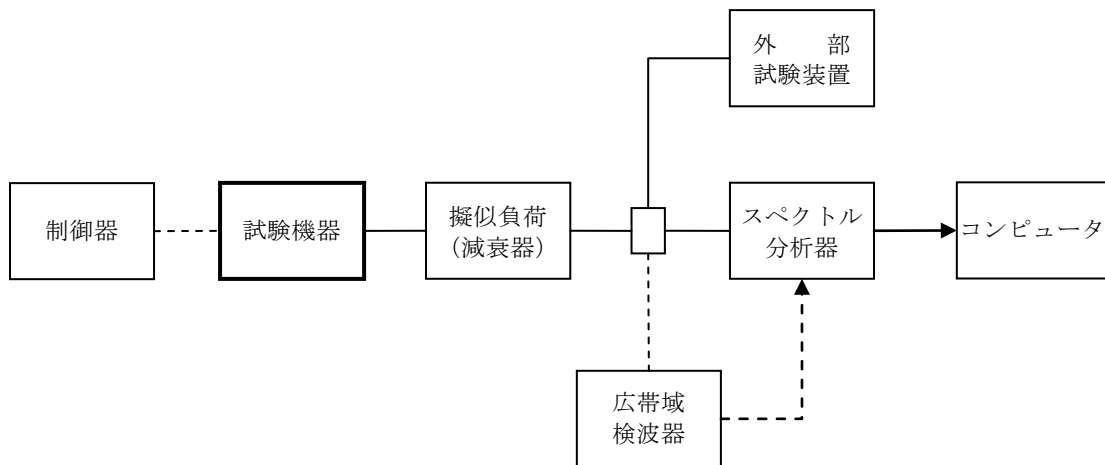 外　　部
試験装置
制御器
試験機器
擬似負荷
（減衰器）
スペクトル
分析器
コンピュータ
広帯域
検波器